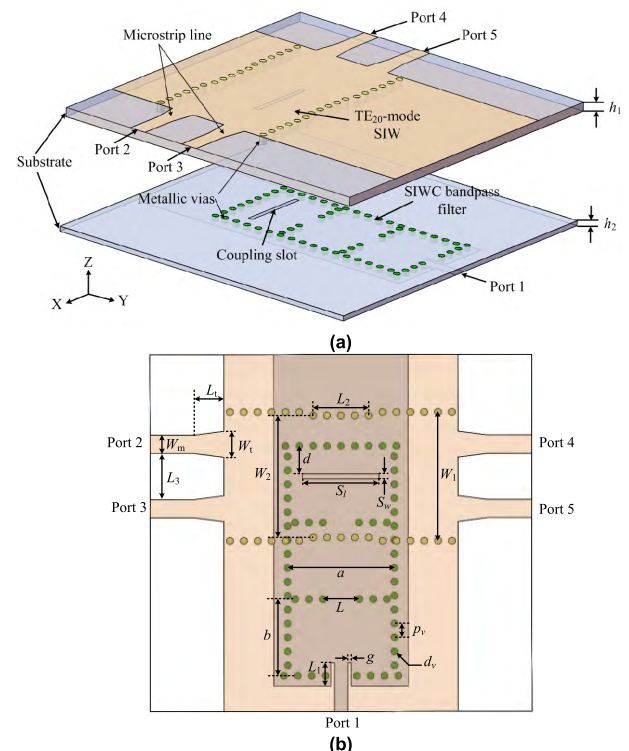 Port 4
Microstrip line
Port 5
h₁
TE₂₀-mode
SIW
Port 2
Substrate
Port 3
Metallic vias
SIWC bandpass
filter
h₂
Coupling slot
Z
X
Y
Port 1
(a)
Lₜ
L₂
Port 2
Wₘ
Wₜ
d
Port 4
L₃
W₂
W₁
Sₗ
S_w
Port 3
Port 5
a
L
b
pᵥ
L₁
g
dᵥ
Port 1
(b)